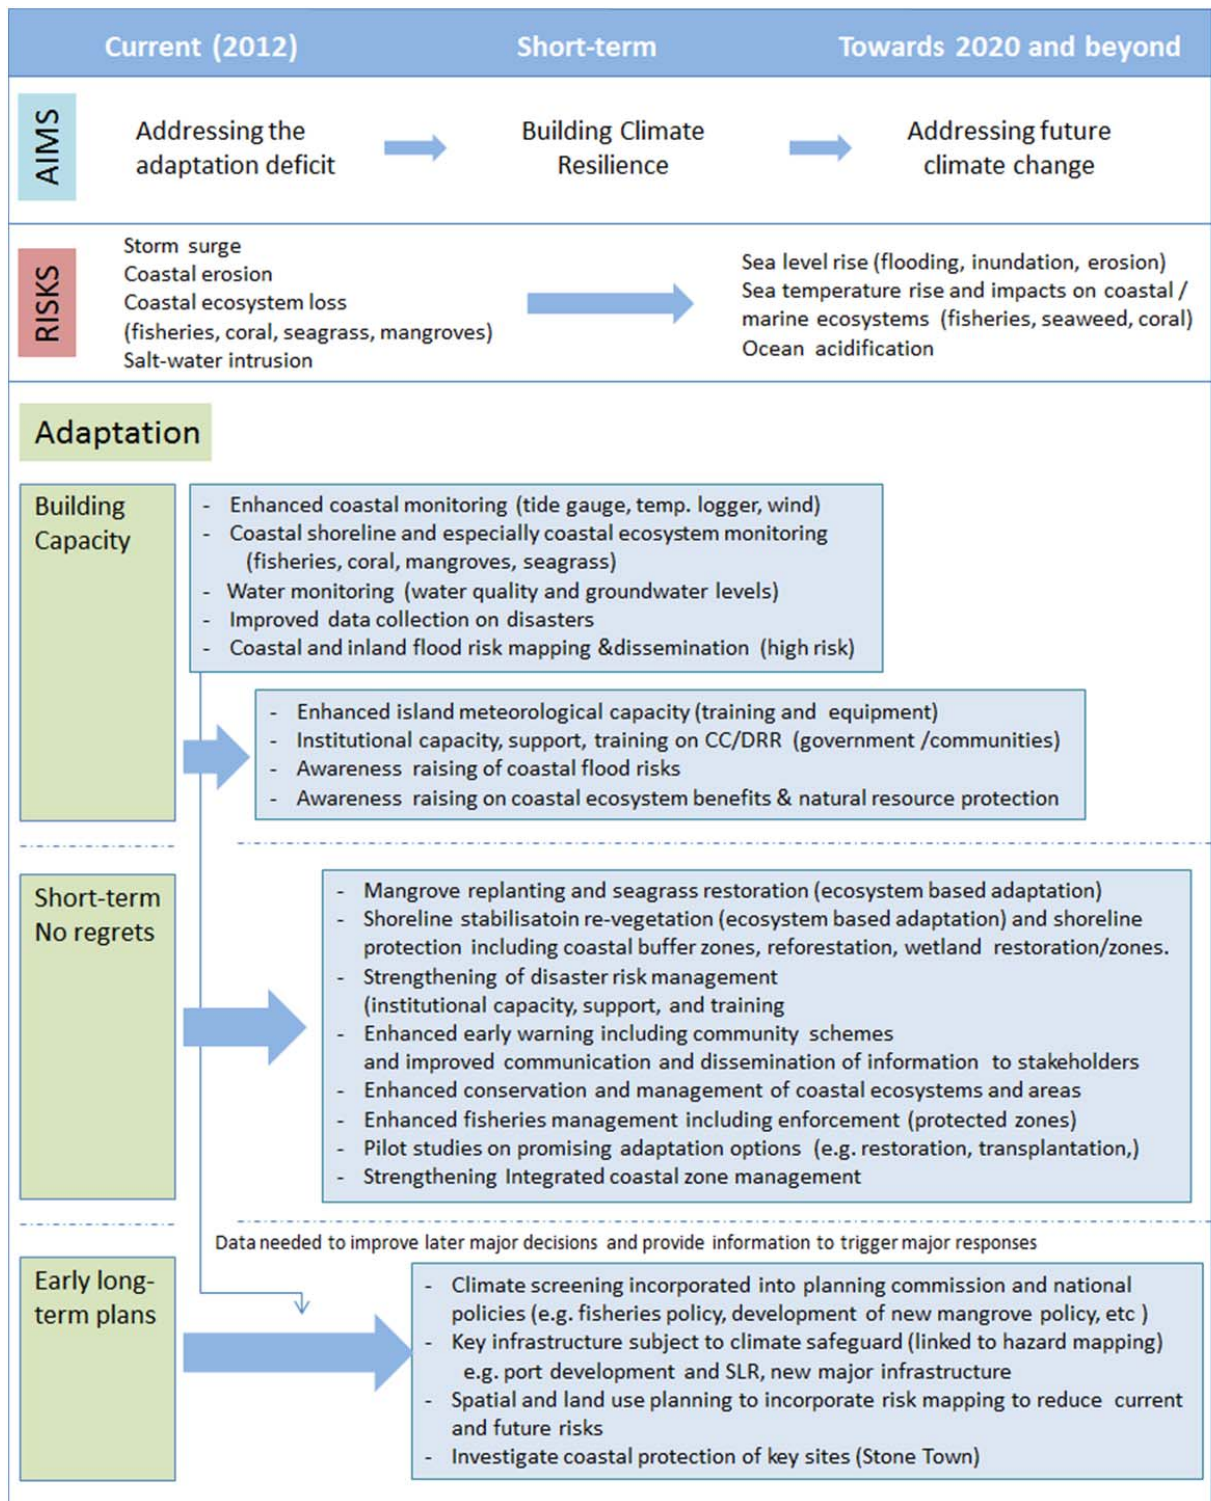 Current (2012) Short-term Towards 2020 and beyond
AIMS
Addressing the
adaptation deficit
Building Climate
Resilience
Addressing future
climate change
RISKS
Storm surge
Coastal erosion
Coastal ecosystem loss
(fisheries, coral, seagrass, mangroves)
Salt-water intrusion
Sea level rise (flooding, inundation, erosion)
Sea temperature rise and impacts on coastal /
marine ecosystems (fisheries, seaweed, coral)
Ocean acidification
Adaptation
Building
Capacity
- Enhanced coastal monitoring (tide gauge, temp. logger, wind)
- Coastal shoreline and especially coastal ecosystem monitoring
(fisheries, coral, mangroves, seagrass)
- Water monitoring (water quality and groundwater levels)
- Improved data collection on disasters
- Coastal and inland flood risk mapping &dissemination (high risk)
- Enhanced island meteorological capacity (training and equipment)
- Institutional capacity, support, training on CC/DRR (government /communities)
- Awareness raising of coastal flood risks
- Awareness raising on coastal ecosystem benefits & natural resource protection
Short-term
No regrets
- Mangrove replanting and seagrass restoration (ecosystem based adaptation)
- Shoreline stabilisatoin re-vegetation (ecosystem based adaptation) and shoreline
protection including coastal buffer zones, reforestation, wetland restoration/zones.
- Strengthening of disaster risk management
(institutional capacity, support, and training
- Enhanced early warning including community schemes
and improved communication and dissemination of information to stakeholders
- Enhanced conservation and management of coastal ecosystems and areas
- Enhanced fisheries management including enforcement (protected zones)
- Pilot studies on promising adaptation options (e.g. restoration, transplantation,)
- Strengthening Integrated coastal zone management
Data needed to improve later major decisions and provide information to trigger major responses
Early long-
term plans
- Climate screening incorporated into planning commission and national
policies (e.g. fisheries policy, development of new mangrove policy, etc )
- Key infrastructure subject to climate safeguard (linked to hazard mapping)
e.g. port development and SLR, new major infrastructure
- Spatial and land use planning to incorporate risk mapping to reduce current
and future risks
- Investigate coastal protection of key sites (Stone Town)